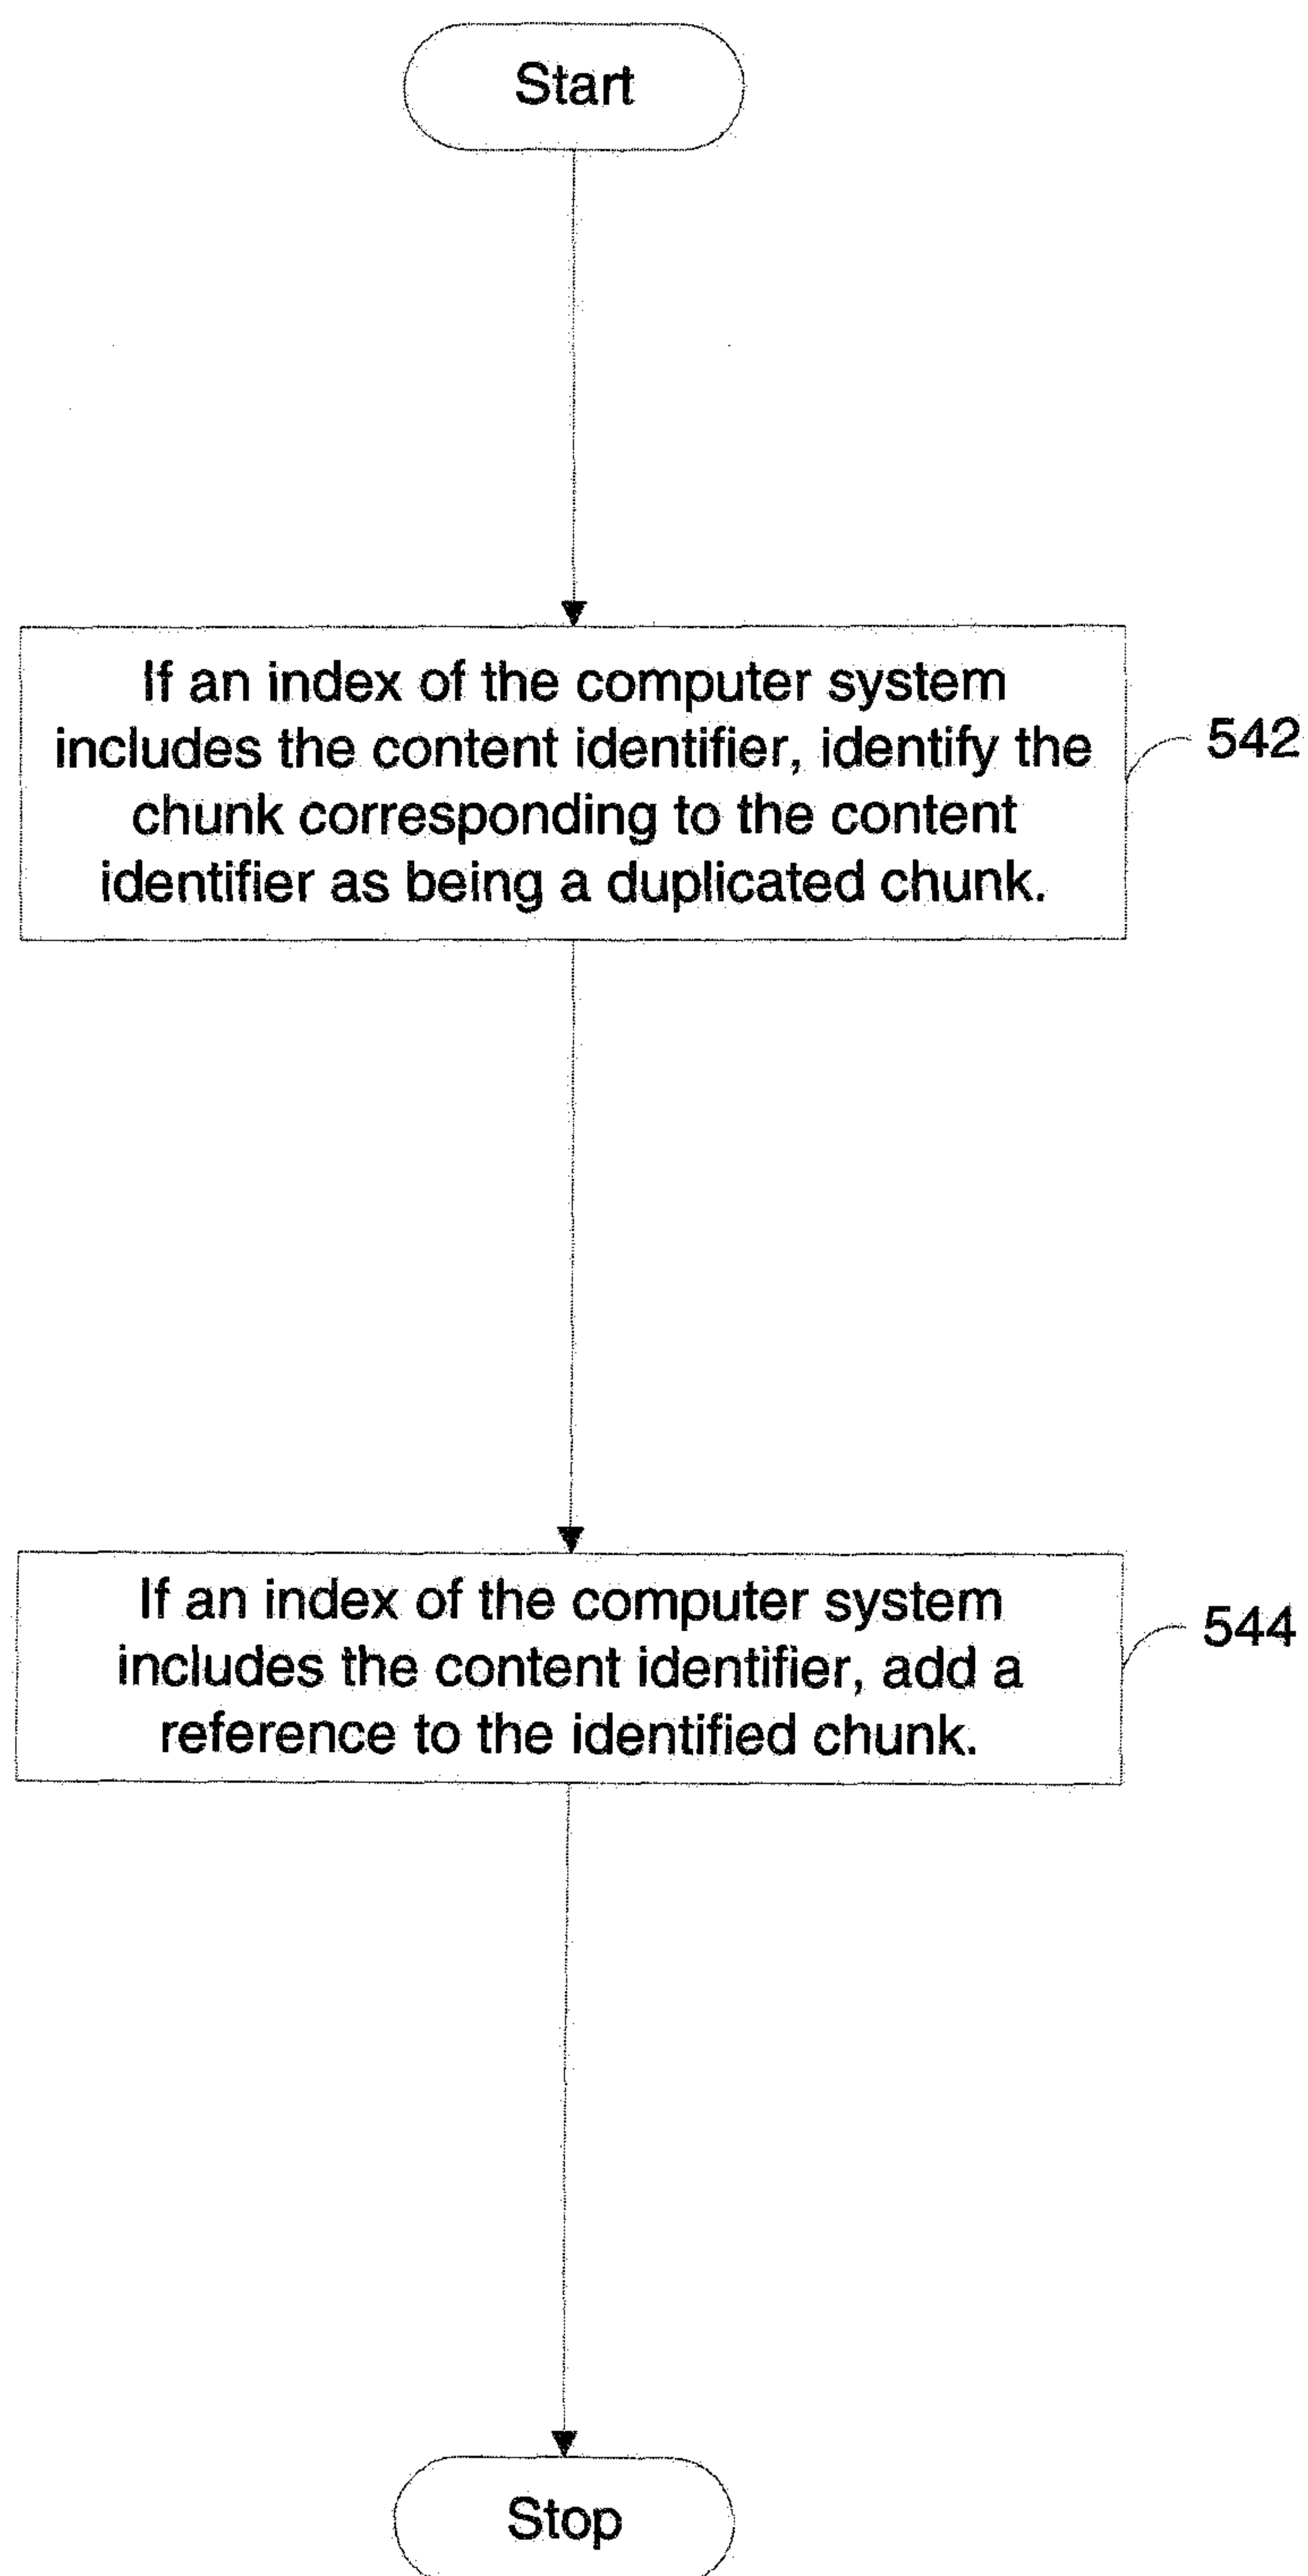 Start
If an index of the computer system
includes the content identifier, identify the
chunk corresponding to the content
identifier as being a duplicated chunk.
542
If an index of the computer system
includes the content identifier, add a
reference to the identified chunk.
544
Stop